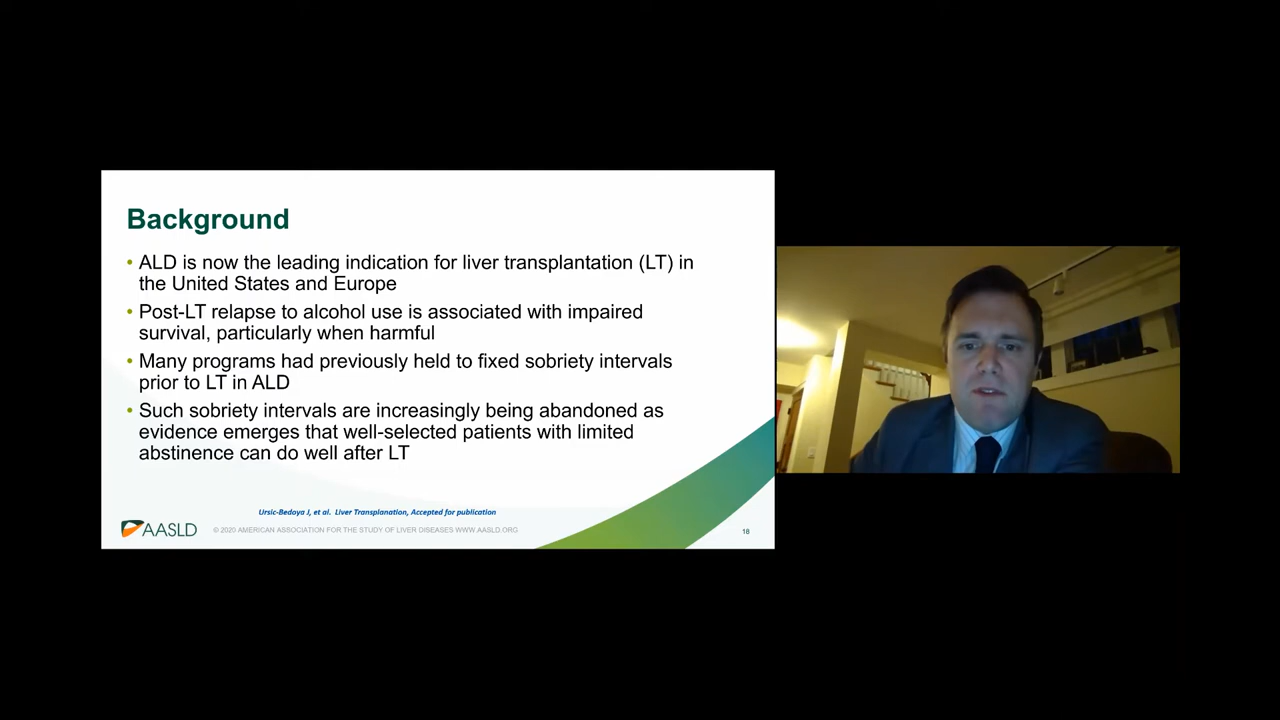 Background
• ALD is now the leading indication for liver transplantation (LT) in
the United States and Europe
• Post-LT relapse to alcohol use is associated with impaired
survival, particularly when harmful
• Many programs had previously held to fixed sobriety intervals
prior to LT in ALD
• Such sobriety intervals are increasingly being abandoned as
evidence emerges that well-selected patients with limited
abstinence can do well after LT
Ursic-Bedoya J, et al. Liver Transplanation, Accepted for publication
AASLD
© 2020 AMERICAN ASSOCIATION FOR THE STUDY OF LIVER DISEASES WWW.AASLD.ORG
18